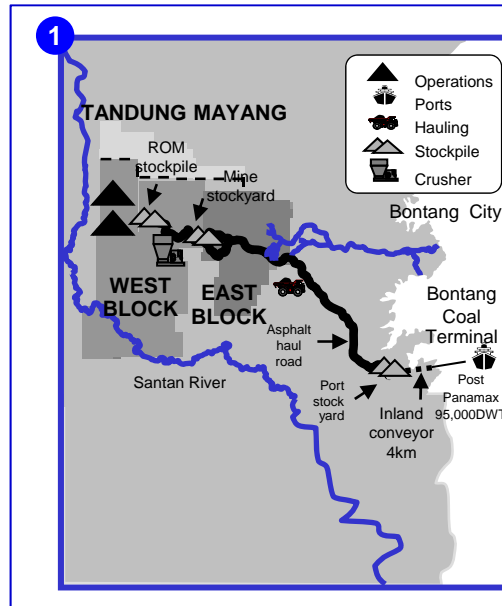 1
Operations
Ports
Hauling
Stockpile
Crusher
TANDUNG MAYANG
ROM
stockpile
Mine
stockyard
Bontang City
WEST
BLOCK
EAST
BLOCK
Bontang
Coal
Terminal
Asphalt
haul
road
Santan River
Port
stock
yard
Inland
conveyor
4km
Post
Panamax
95,000DWT